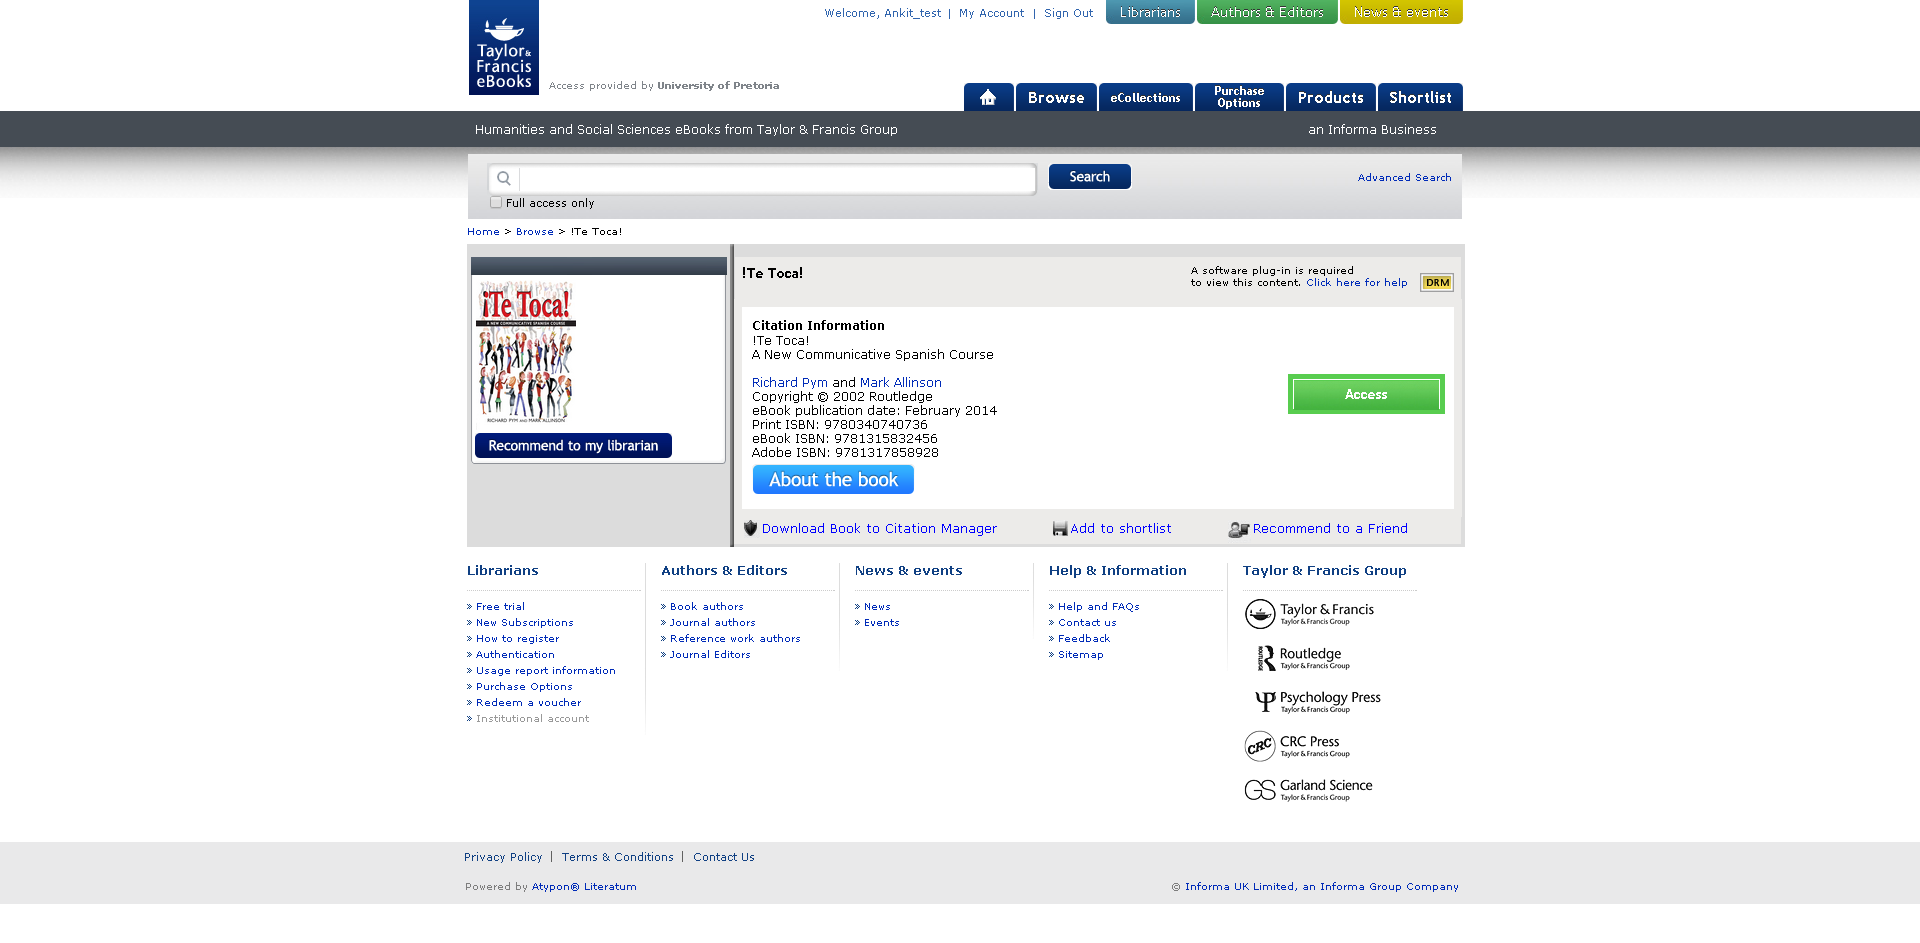 Taylor &
Francis
eBooks
Welcome, Ankit_test | My Account | Sign Out
Librarians
Authors & Editors
News & events
Access provided by University of Pretoria
Browse
eCollections
Purchase
Options
Products
Shortlist
Humanities and Social Sciences eBooks from Taylor & Francis Group
an Informa Business
Search
Advanced Search
Full access only
Home > Browse > !Te Toca!
¡Te Toca!
A NEW COMMUNICATIVE SPANISH COURSE
RICHARD PYM AND MARK ALLINSON
Recommend to my librarian
!Te Toca!
A software plug-in is required
to view this content. Click here for help
DRM
Citation Information
!Te Toca!
A New Communicative Spanish Course
Richard Pym and Mark Allinson
Copyright © 2002 Routledge
eBook publication date: February 2014
Print ISBN: 9780340740736
eBook ISBN: 9781315832456
Adobe ISBN: 9781317858928
About the book
Access
Download Book to Citation Manager
Add to shortlist
Recommend to a Friend
Librarians
» Free trial
» New Subscriptions
» How to register
» Authentication
» Usage report information
» Purchase Options
» Redeem a voucher
» Institutional account
Authors & Editors
» Book authors
» Journal authors
» Reference work authors
» Journal Editors
News & events
» News
» Events
Help & Information
» Help and FAQs
» Contact us
» Feedback
» Sitemap
Taylor & Francis Group
Taylor & Francis
Taylor & Francis Group
ROUTLEDGE
Routledge
Taylor & Francis Group
Psychology Press
Taylor & Francis Group
CRC
CRC Press
Taylor & Francis Group
GS
Garland Science
Taylor & Francis Group
Privacy Policy | Terms & Conditions | Contact Us
Powered by Atypon® Literatum
© Informa UK Limited, an Informa Group Company